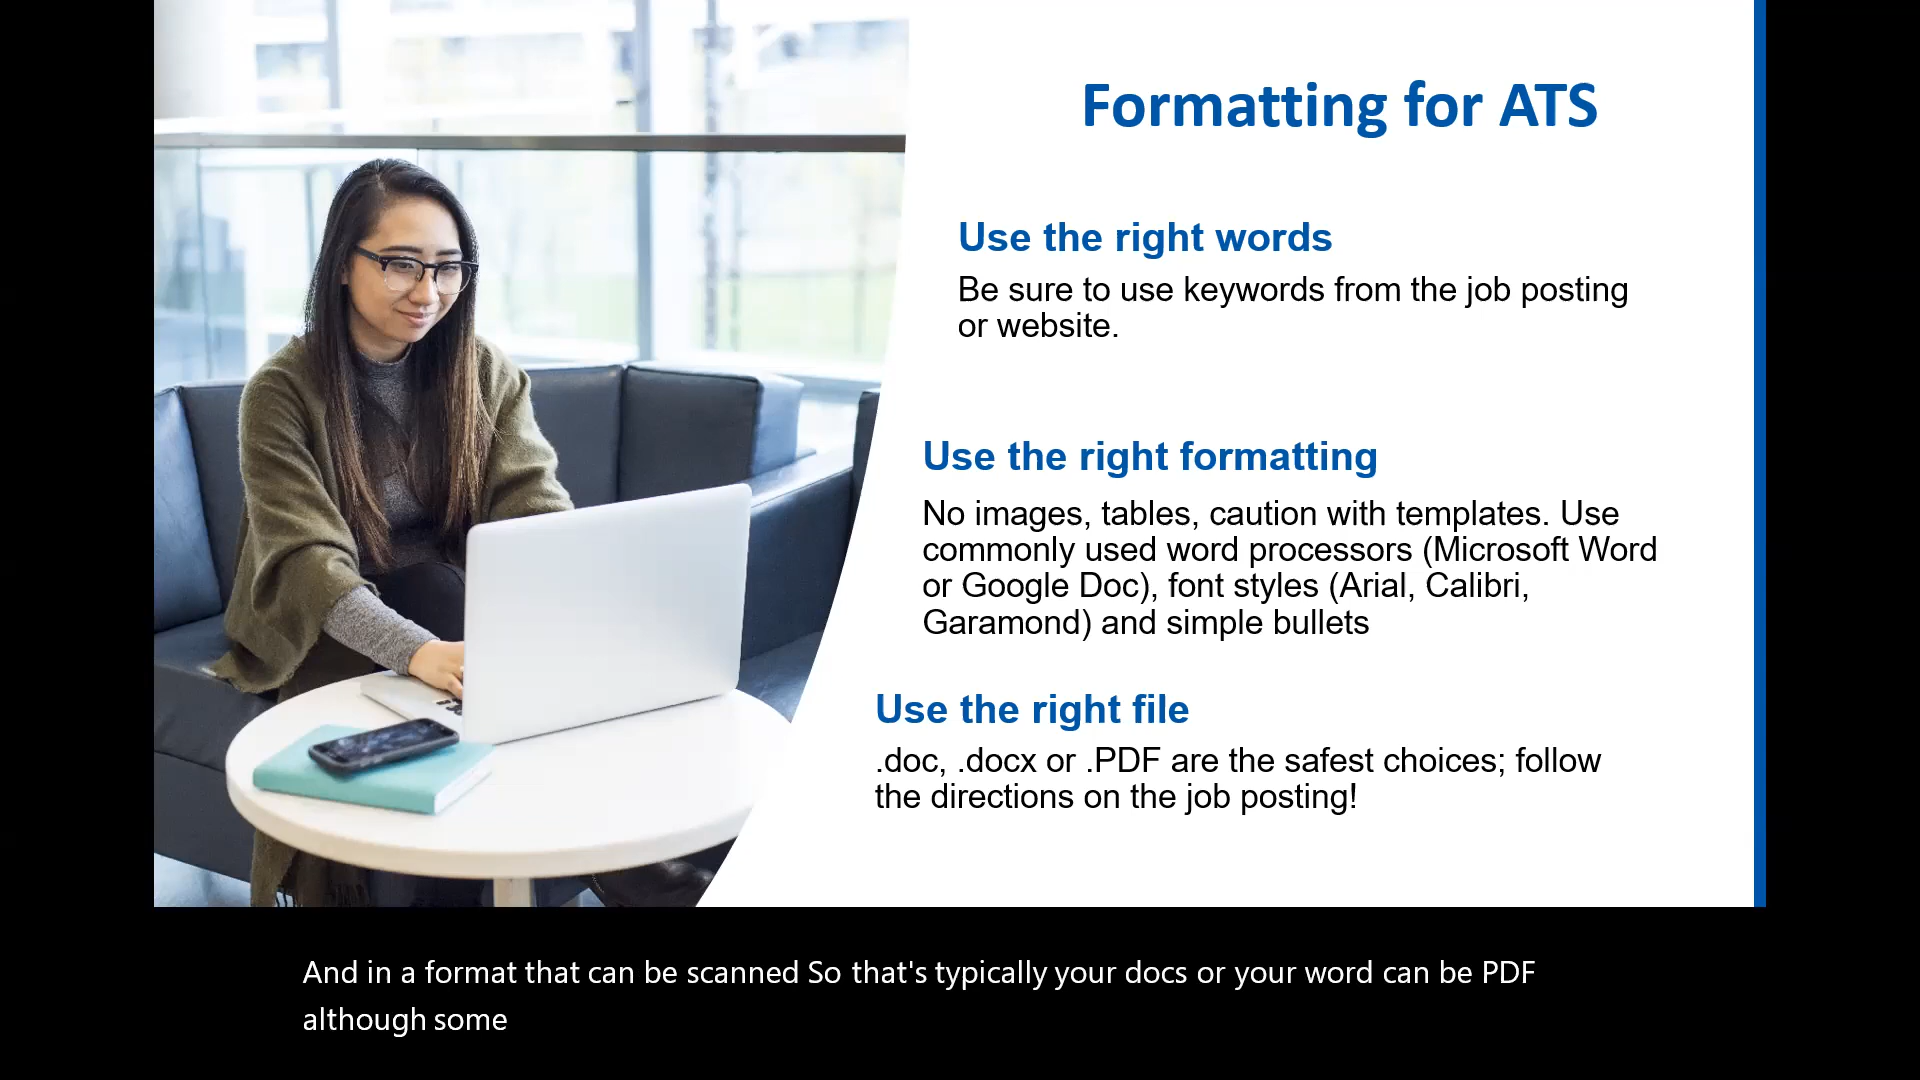 Formatting for ATS
Use the right words
Be sure to use keywords from the job posting
or website.
Use the right formatting
No images, tables, caution with templates. Use
commonly used word processors (Microsoft Word
or Google Doc), font styles (Arial, Calibri,
Garamond) and simple bullets
Use the right file
.doc, .docx or .PDF are the safest choices; follow
the directions on the job posting!
And in a format that can be scanned So that's typically your docs or your word can be PDF
although some